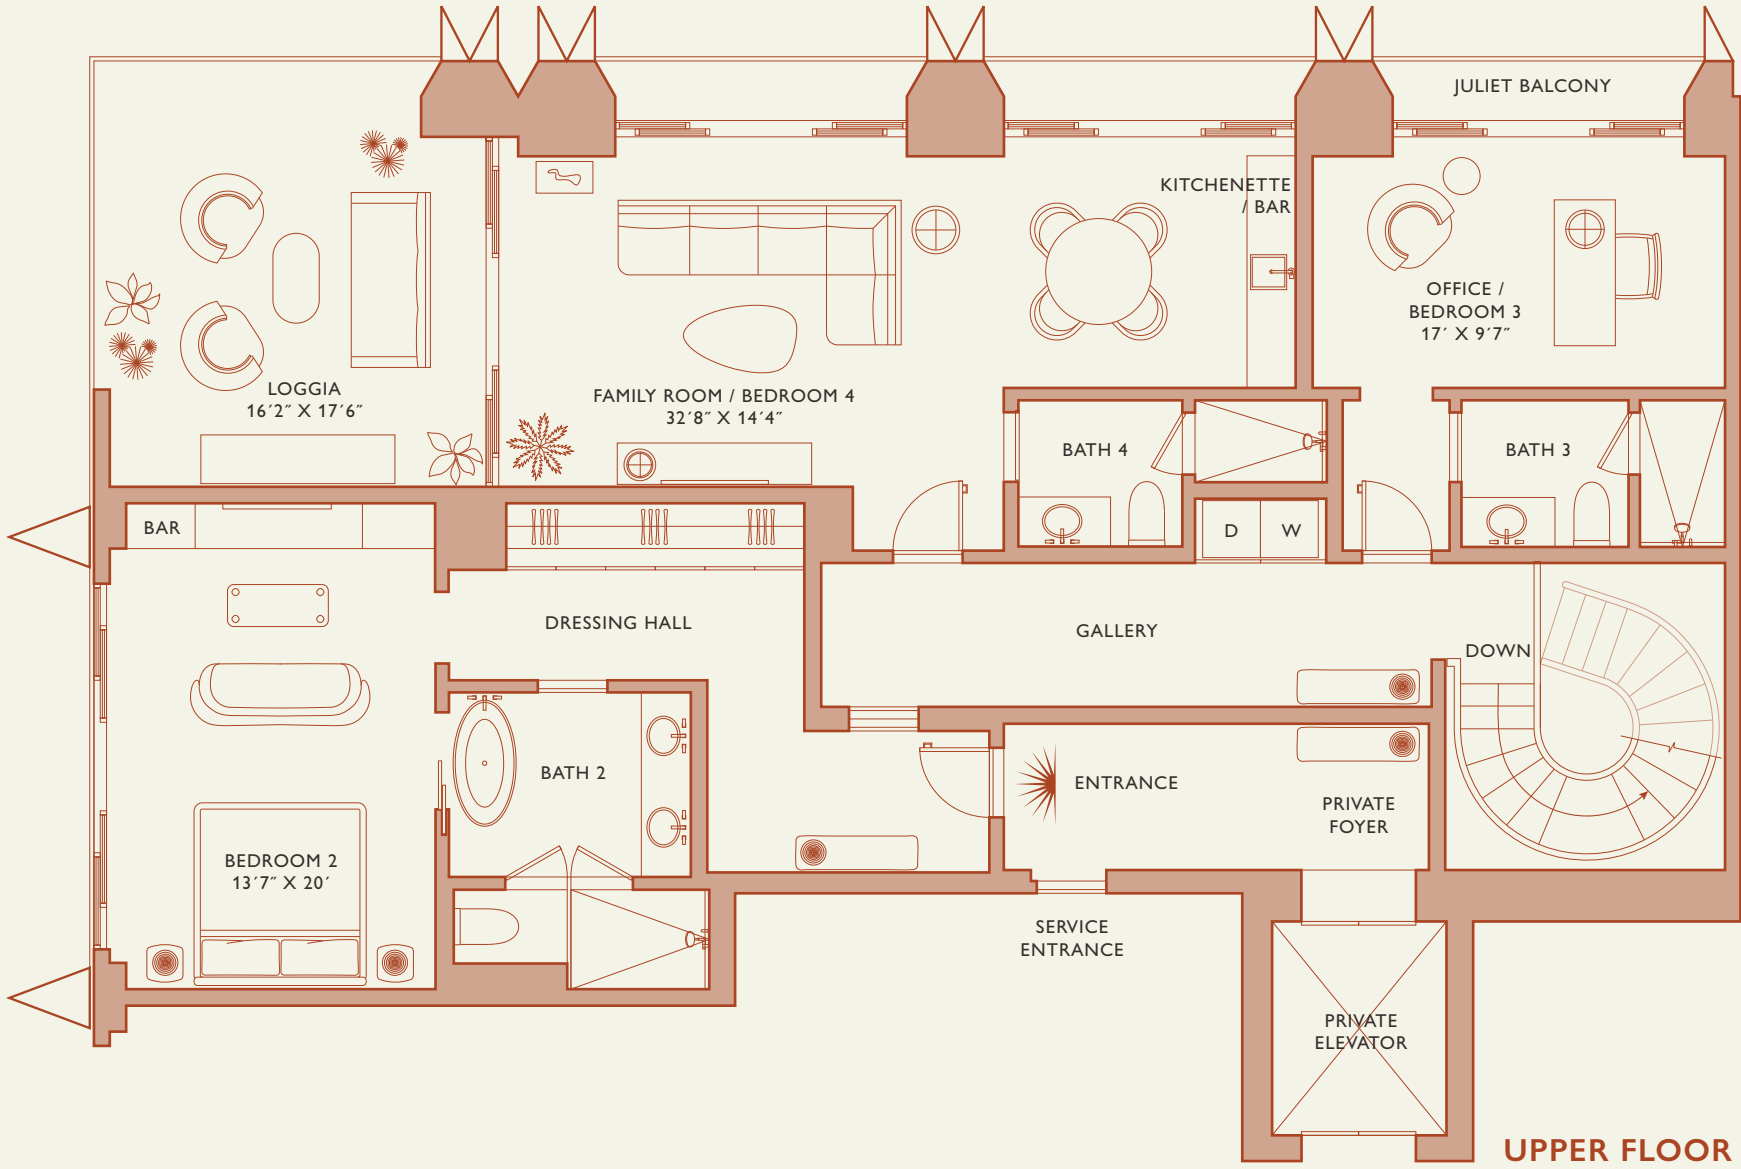 JULIET BALCONY
KITCHENETTE
/ BAR
OFFICE /
BEDROOM 3
17´ X 9´7˝
LOGGIA
16´2˝ X 17´6˝
FAMILY ROOM / BEDROOM 4
32´8˝ X 14´4˝
BATH 4
BATH 3
BAR
D
W
DRESSING HALL
GALLERY
DOWN
BATH 2
ENTRANCE
PRIVATE
FOYER
BEDROOM 2
13´7˝ X 20´
SERVICE
ENTRANCE
PRIVATE
ELEVATOR
UPPER FLOOR